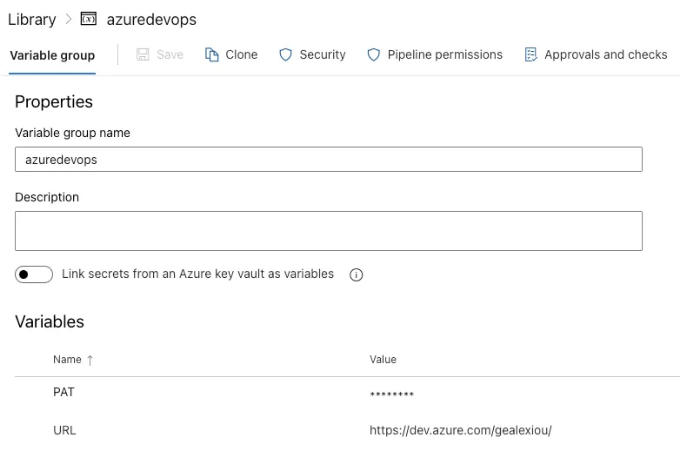 Library > azuredevops
Variable group Save Clone Security Pipeline permissions Approvals and checks
Properties
Variable group name
azuredevops
Description
Link secrets from an Azure key vault as variables
Variables
Name ↑ Value
PAT ********
URL https://dev.azure.com/gealexiou/